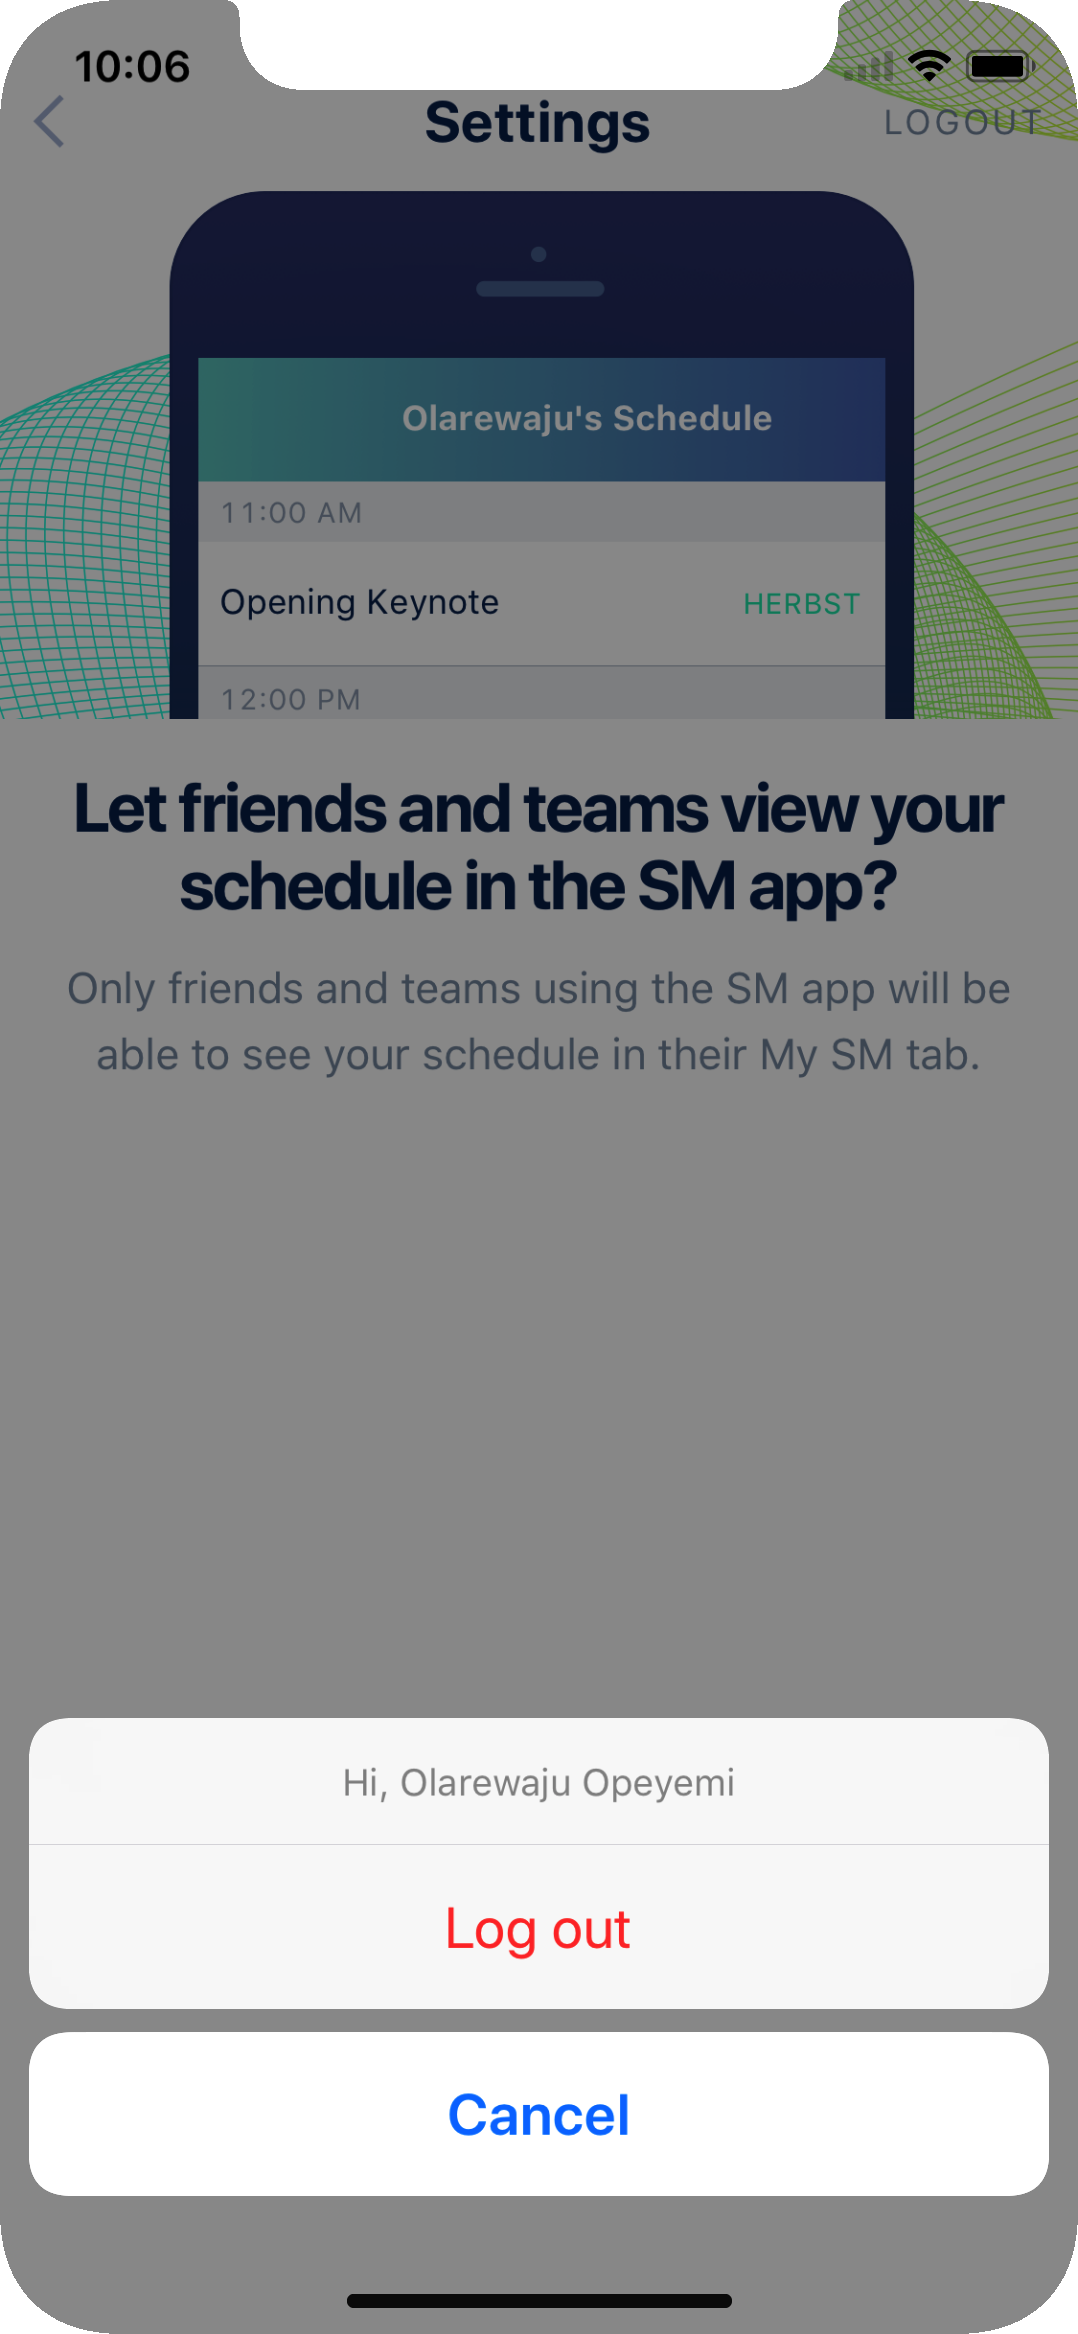 10:06
Settings
LOGOUT
Olarewaju's Schedule
11:00 AM
Opening Keynote
HERBST
12:00 PM
Let friends and teams view your
schedule in the SM app?
Only friends and teams using the SM app will be
able to see your schedule in their My SM tab.
Hi, Olarewaju Opeyemi
Log out
Cancel